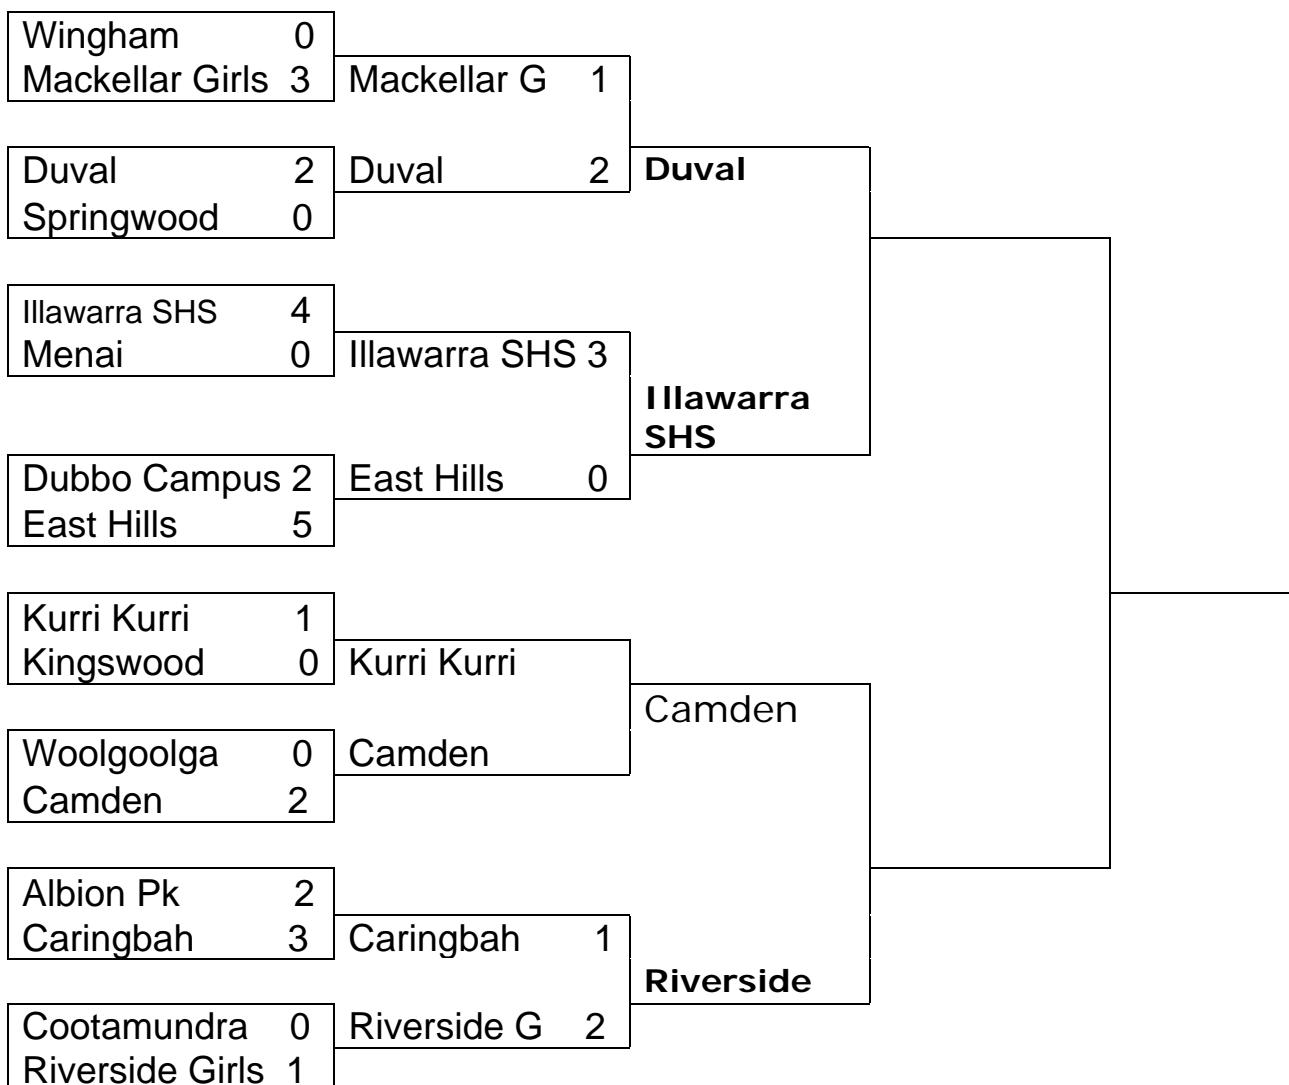 Wingham 0
Mackellar Girls 3
Mackellar G 1
Duval 2
Springwood 0
Duval 2
Duval
Illawarra SHS 4
Menai 0
Illawarra SHS 3
Illawarra
SHS
Dubbo Campus 2
East Hills 5
East Hills 0
Kurri Kurri 1
Kingswood 0
Kurri Kurri
Camden
Woolgoolga 0
Camden 2
Camden
Albion Pk 2
Caringbah 3
Caringbah 1
Riverside
Cootamundra 0
Riverside Girls 1
Riverside G 2